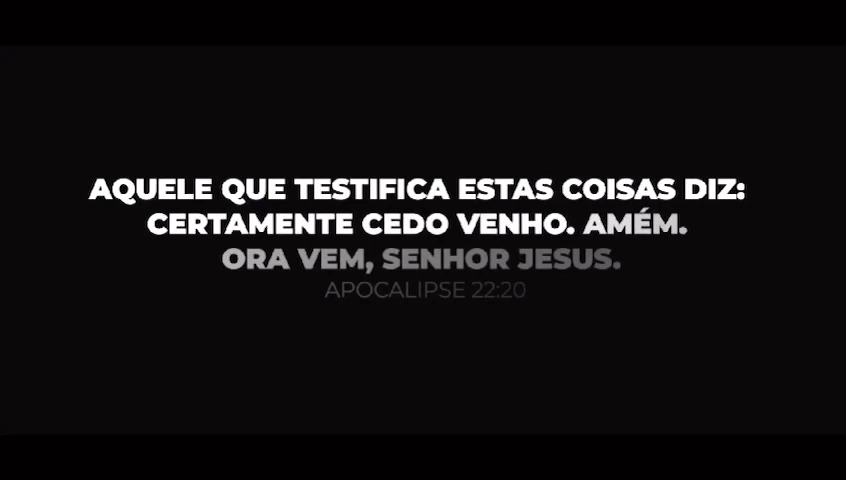 AQUELE QUE TESTIFICA ESTAS COISAS DIZ:
CERTAMENTE CEDO VENHO. AMÉM.
ORA VEM, SENHOR JESUS.
APOCALIPSE 22:20